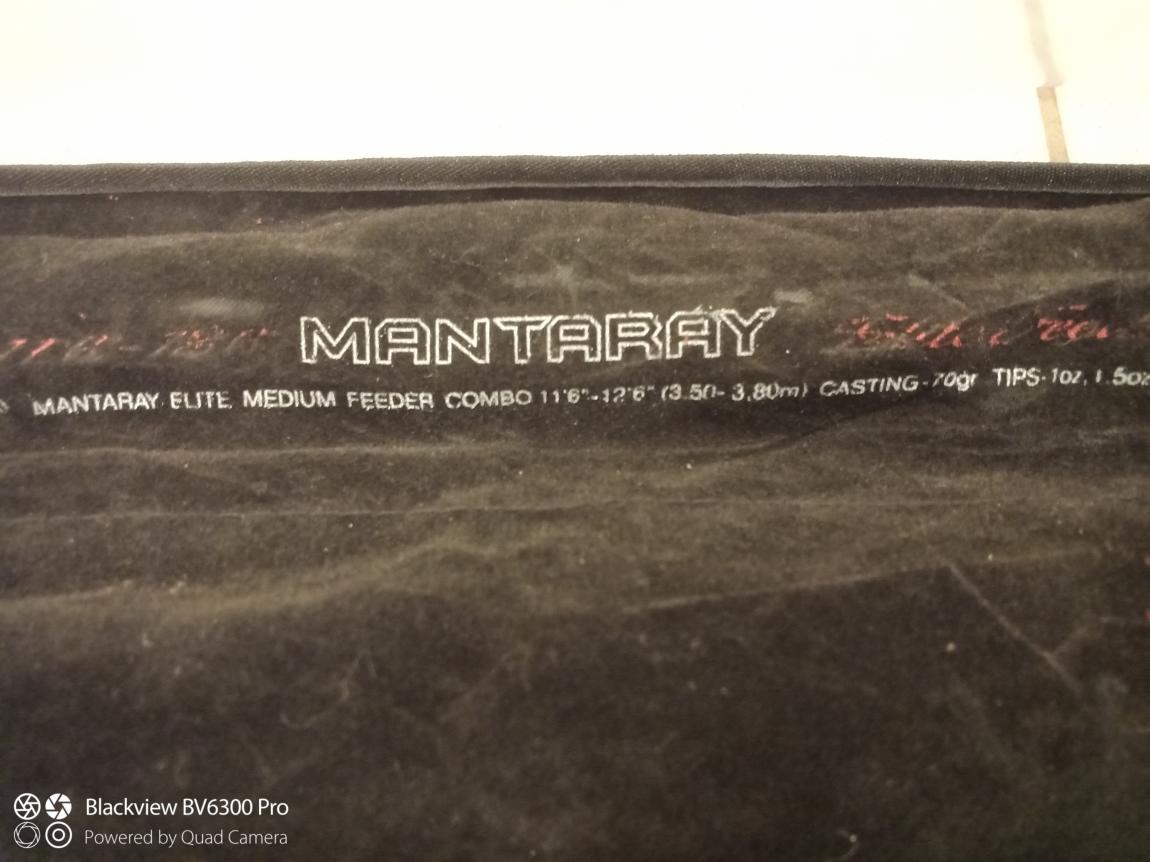 MANTARAY
MANTARAY ELITE MEDIUM FEEDER COMBO 11'6"-12'6" (3.50-3.80m) CASTING-70gr TIPS-1oz, 1.5oz
Blackview BV6300 Pro
Powered by Quad Camera